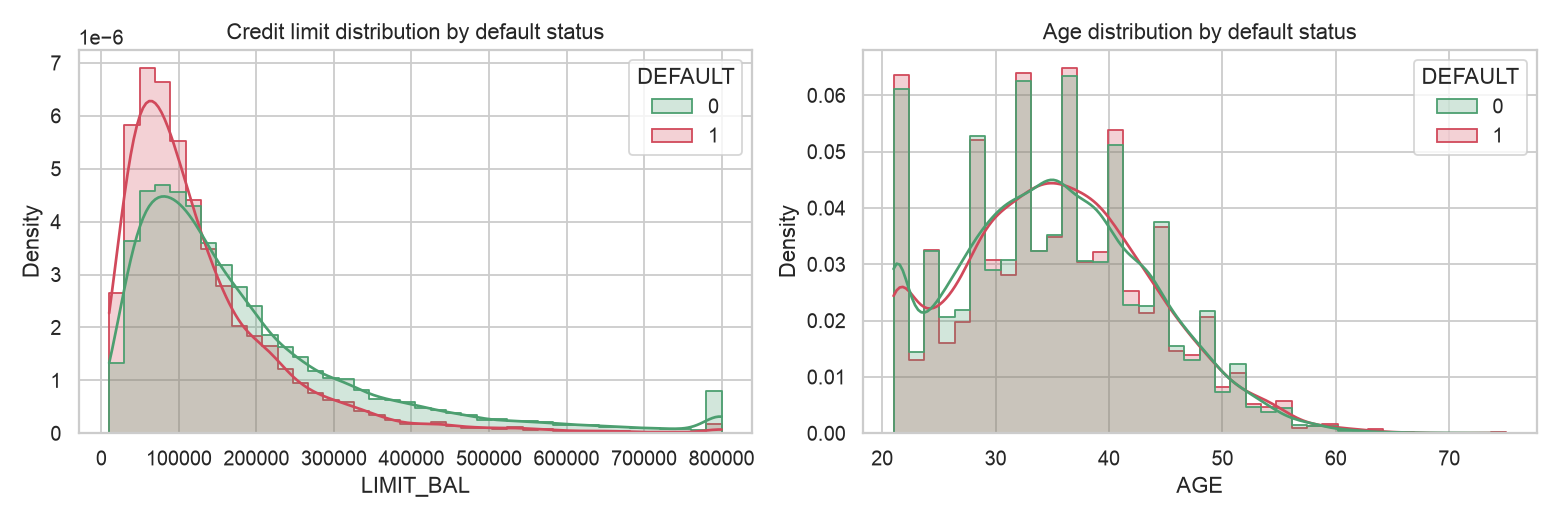 Credit limit distribution by default status
1e−6
7
6
5
4
3
2
1
0
Density
0 100000 200000 300000 400000 500000 600000 700000 800000
LIMIT_BAL
DEFAULT
0
1
Age distribution by default status
0.06
0.05
0.04
0.03
0.02
0.01
0.00
Density
20 30 40 50 60 70
AGE
DEFAULT
0
1